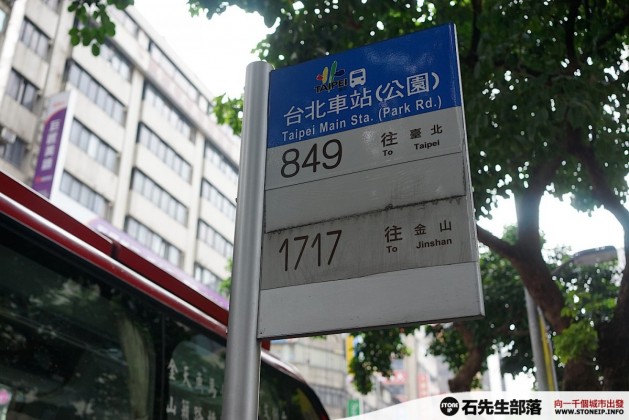 TAIPEI
台北車站(公園)
Taipei Main Sta. (Park Rd.)
849 往 臺北
To Taipei
1717 往 金山
To Jinshan
STONE
石先生部落
向一千個城市出發
WWW.STONEIP.INFO